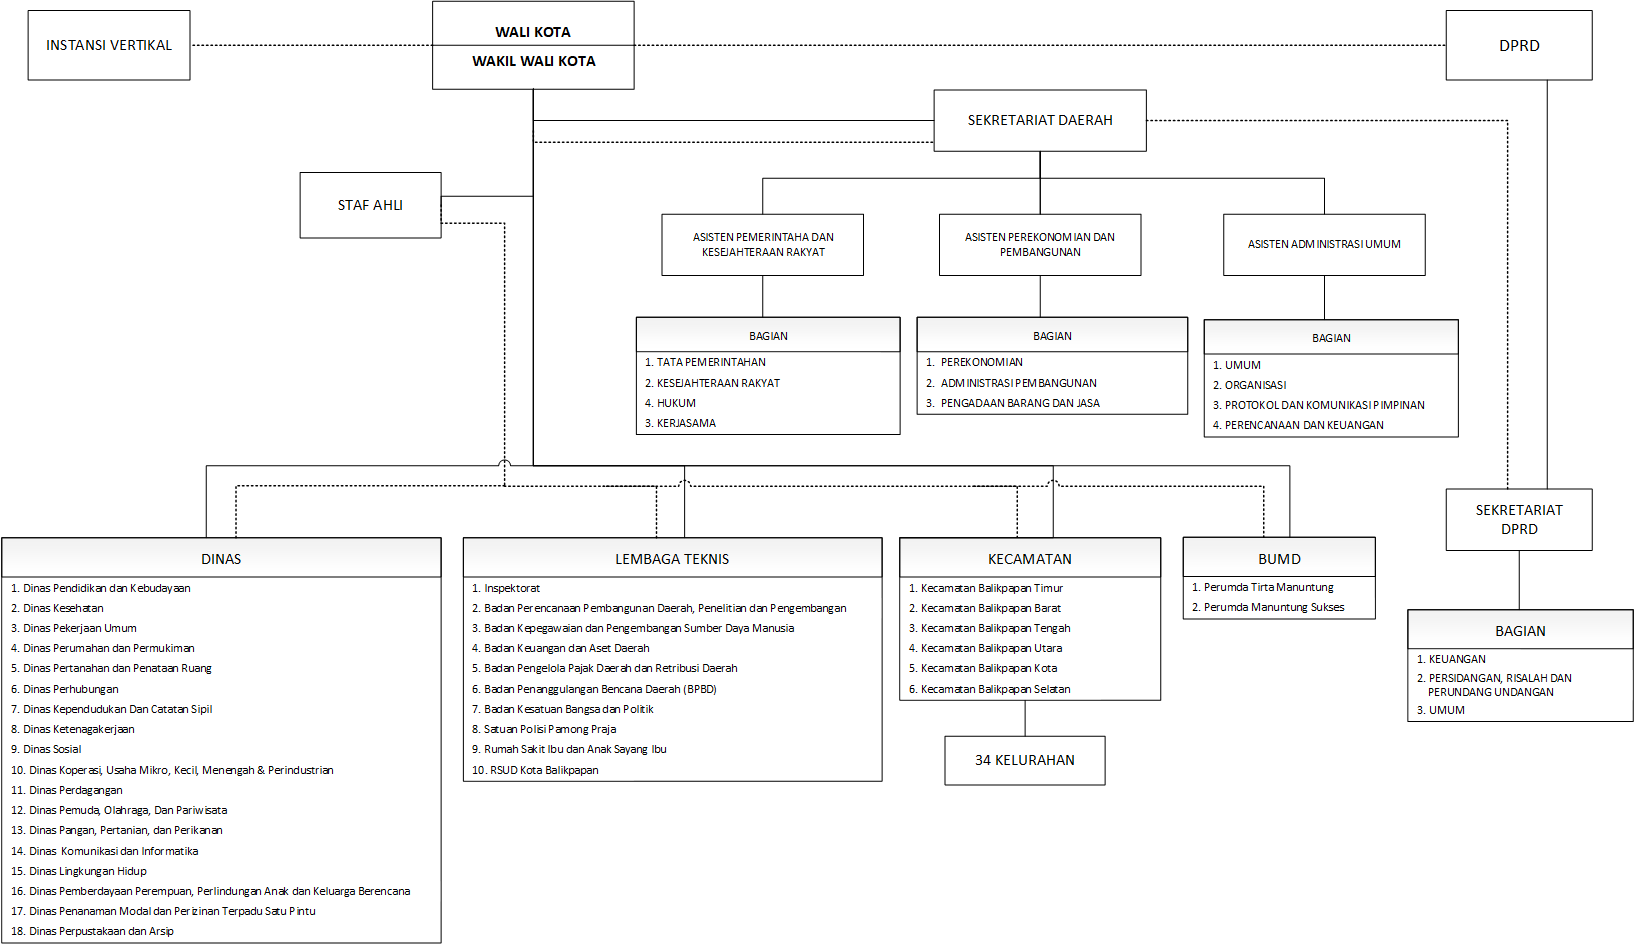 INSTANSI VERTIKAL
WALI KOTA
WAKIL WALI KOTA
DPRD
SEKRETARIAT DAERAH
STAF AHLI
ASISTEN PEMERINTAHA DAN
KESEJAHTERAAN RAKYAT
ASISTEN PEREKONOMIAN DAN
PEMBANGUNAN
ASISTEN ADMINISTRASI UMUM
BAGIAN
1. TATA PEMERINTAHAN
2. KESEJAHTERAAN RAKYAT
4. HUKUM
3. KERJASAMA
BAGIAN
1. PEREKONOMIAN
2. ADMINISTRASI PEMBANGUNAN
3. PENGADAAN BARANG DAN JASA
BAGIAN
1. UMUM
2. ORGANISASI
3. PROTOKOL DAN KOMUNIKASI PIMPINAN
4. PERENCANAAN DAN KEUANGAN
SEKRETARIAT
DPRD
DINAS
1. Dinas Pendidikan dan Kebudayaan
2. Dinas Kesehatan
3. Dinas Pekerjaan Umum
4. Dinas Perumahan dan Permukiman
5. Dinas Pertanahan dan Penataan Ruang
6. Dinas Perhubungan
7. Dinas Kependudukan Dan Catatan Sipil
8. Dinas Ketenagakerjaan
9. Dinas Sosial
10. Dinas Koperasi, Usaha Mikro, Kecil, Menengah & Perindustrian
11. Dinas Perdagangan
12. Dinas Pemuda, Olahraga, Dan Pariwisata
13. Dinas Pangan, Pertanian, dan Perikanan
14. Dinas Komunikasi dan Informatika
15. Dinas Lingkungan Hidup
16. Dinas Pemberdayaan Perempuan, Perlindungan Anak dan Keluarga Berencana
17. Dinas Penanaman Modal dan Perizinan Terpadu Satu Pintu
18. Dinas Perpustakaan dan Arsip
LEMBAGA TEKNIS
1. Inspektorat
2. Badan Perencanaan Pembangunan Daerah, Penelitian dan Pengembangan
3. Badan Kepegawaian dan Pengembangan Sumber Daya Manusia
4. Badan Keuangan dan Aset Daerah
5. Badan Pengelola Pajak Daerah dan Retribusi Daerah
6. Badan Penanggulangan Bencana Daerah (BPBD)
7. Badan Kesatuan Bangsa dan Politik
8. Satuan Polisi Pamong Praja
9. Rumah Sakit Ibu dan Anak Sayang Ibu
10. RSUD Kota Balikpapan
KECAMATAN
1. Kecamatan Balikpapan Timur
2. Kecamatan Balikpapan Barat
3. Kecamatan Balikpapan Tengah
4. Kecamatan Balikpapan Utara
5. Kecamatan Balikpapan Kota
6. Kecamatan Balikpapan Selatan
34 KELURAHAN
BUMD
1. Perumda Tirta Manuntung
2. Perumda Manuntung Sukses
BAGIAN
1. KEUANGAN
2. PERSIDANGAN, RISALAH DAN
PERUNDANG UNDANGAN
3. UMUM